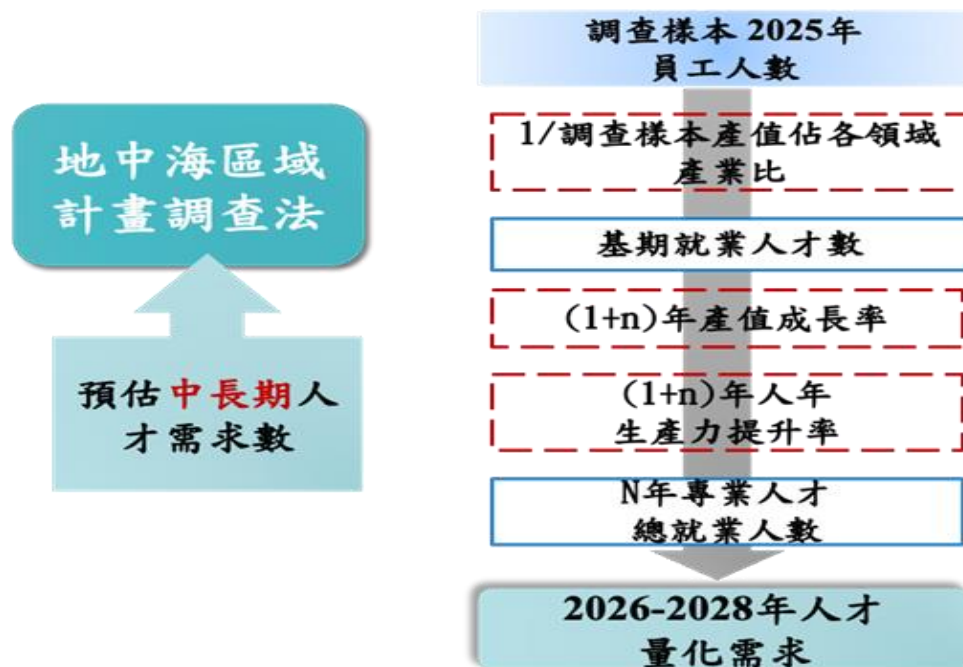 地中海區域
計畫調查法
預估中長期人
才需求數
調查樣本 2025年
員工人數
1/調查樣本產值佔各領域
產業比
基期就業人才數
(1+n)年產值成長率
(1+n)年人年
生產力提升率
N年專業人才
總就業人數
2026-2028年人才
量化需求